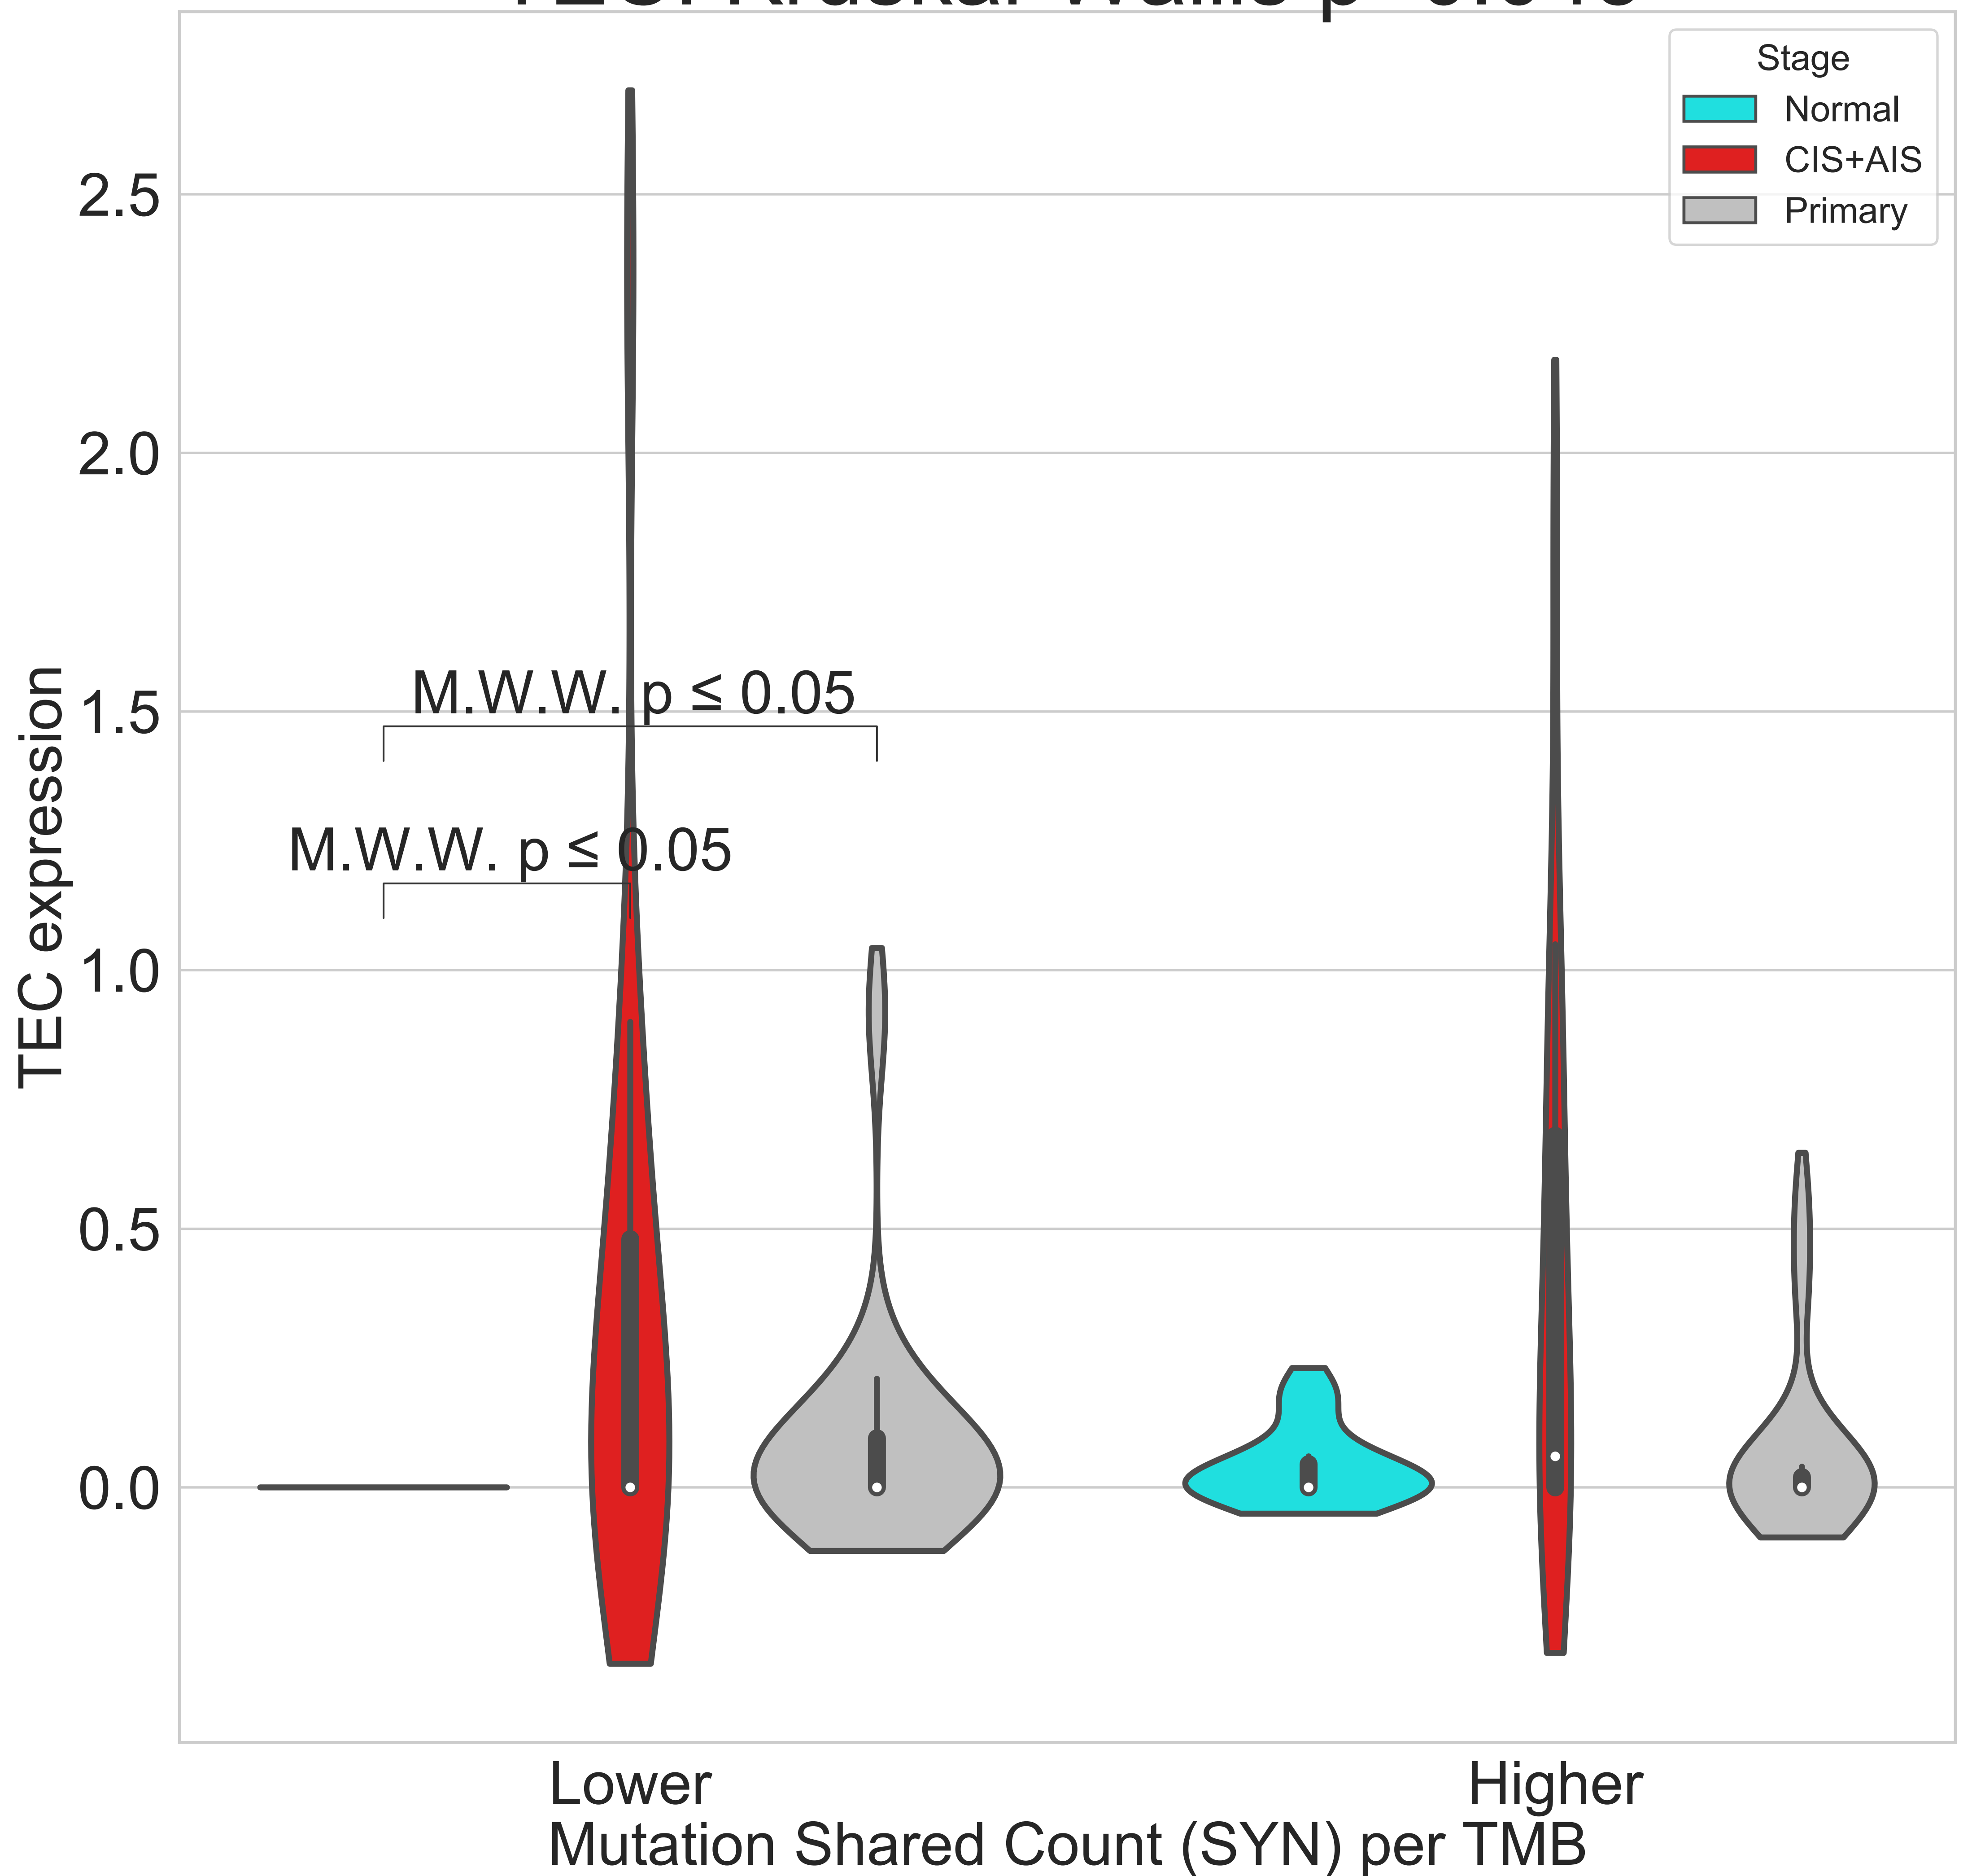 Stage
Normal
CIS+AIS
Primary
2.5
2.0
1.5
1.0
0.5
0.0
TEC expression
M.W.W. p ≤ 0.05
M.W.W. p ≤ 0.05
Lower
Higher
Mutation Shared Count (SYN) per TMB